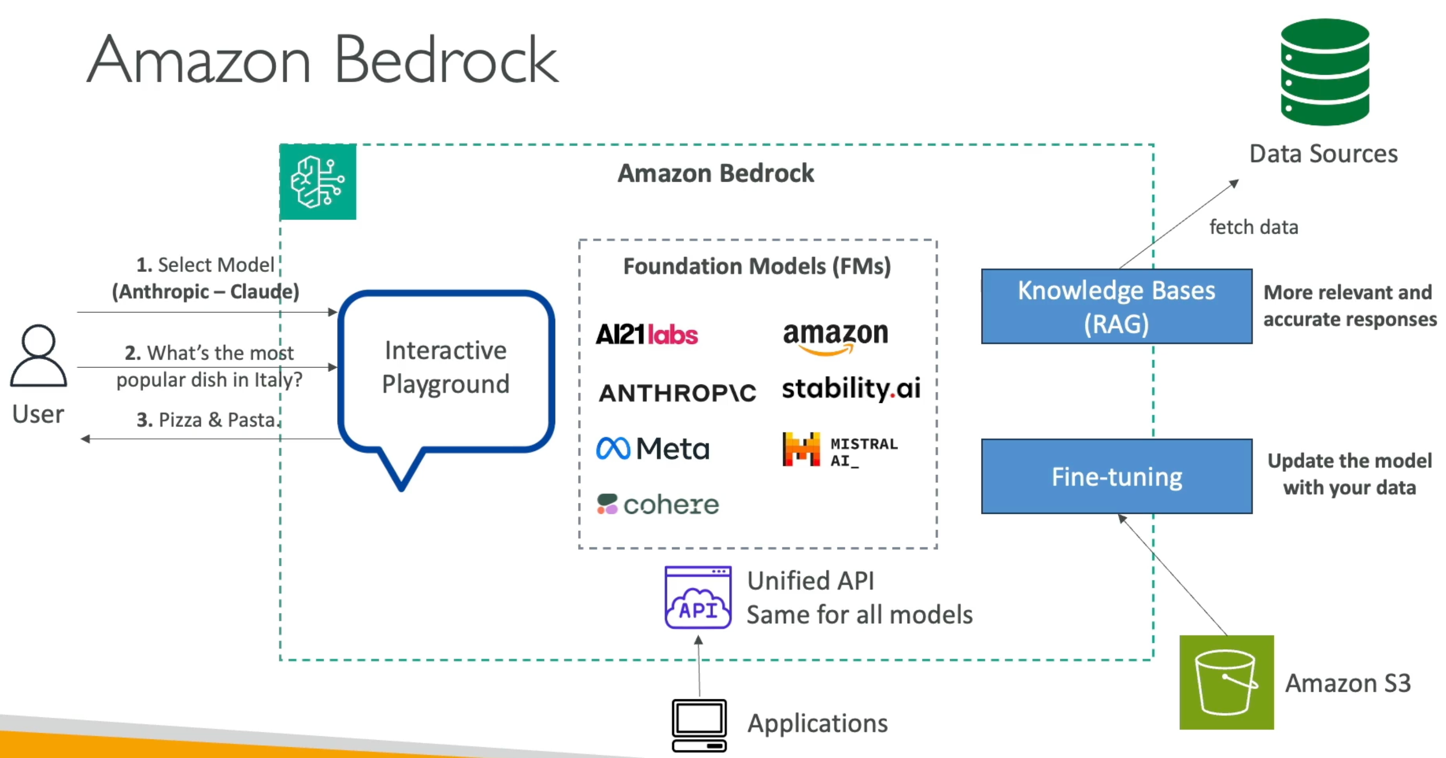 Amazon Bedrock
Data Sources
Amazon Bedrock
fetch data
1. Select Model
(Anthropic – Claude)
2. What's the most
popular dish in Italy?
3. Pizza & Pasta.
User
Interactive
Playground
Foundation Models (FMs)
AI21labs
amazon
ANTHROP\C
stability.ai
Meta
MISTRAL
AI_
cohere
Knowledge Bases
(RAG)
More relevant and
accurate responses
Fine-tuning
Update the model
with your data
API
Unified API
Same for all models
Amazon S3
Applications